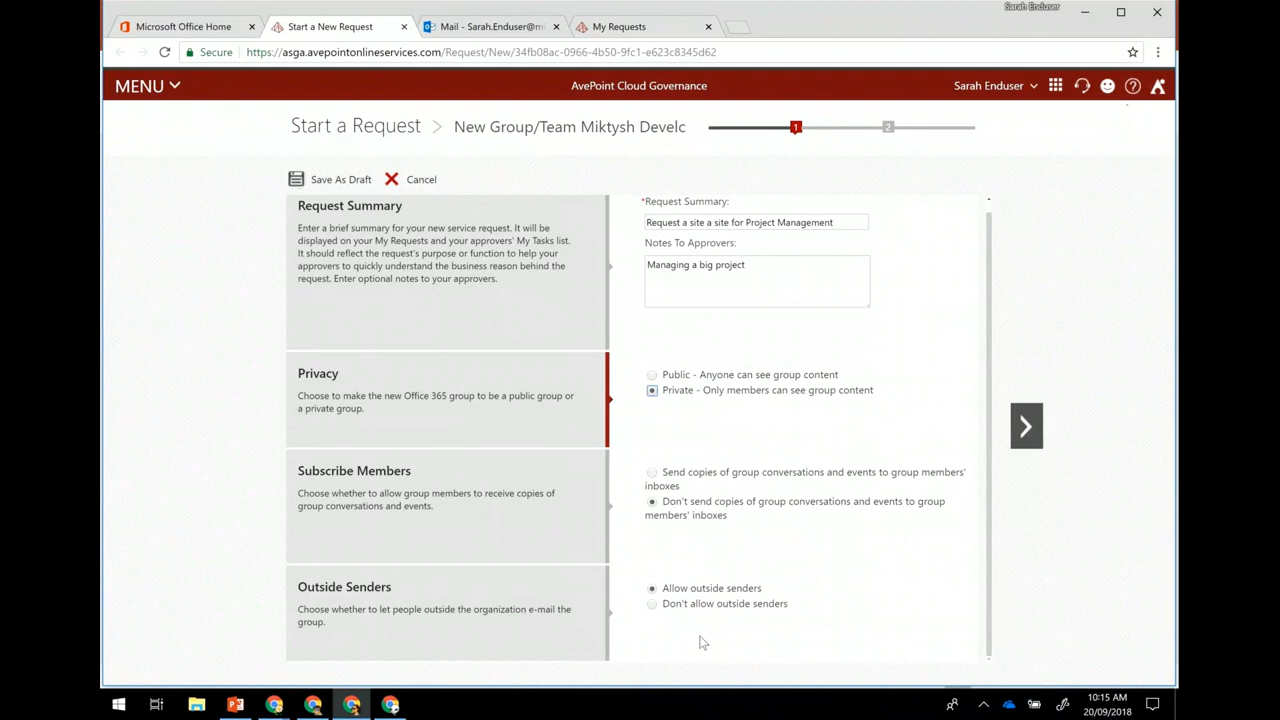 Sarah Enduser
Microsoft Office Home
Start a New Request
Mail - Sarah.Enduser@mi
My Requests
Secure
https://asga.avepointonlineservices.com/Request/New/34fb08ac-0966-4b50-9fc1-e623c8345d62
MENU
AvePoint Cloud Governance
Sarah Enduser
Start a Request > New Group/Team Miktysh Develc
1
2
Save As Draft
Cancel
Request Summary
Enter a brief summary for your new service request. It will be
displayed on your My Requests and your approvers' My Tasks list.
It should reflect the request's purpose or function to help your
approvers to quickly understand the business reason behind the
request. Enter optional notes to your approvers.
*Request Summary:
Request a site a site for Project Management
Notes To Approvers:
Managing a big project
Privacy
Choose to make the new Office 365 group to be a public group or
a private group.
Public - Anyone can see group content
Private - Only members can see group content
Subscribe Members
Choose whether to allow group members to receive copies of
group conversations and events.
Send copies of group conversations and events to group members'
inboxes
Don't send copies of group conversations and events to group
members' inboxes
Outside Senders
Choose whether to let people outside the organization e-mail the
group.
Allow outside senders
Don't allow outside senders
10:15 AM
20/09/2018